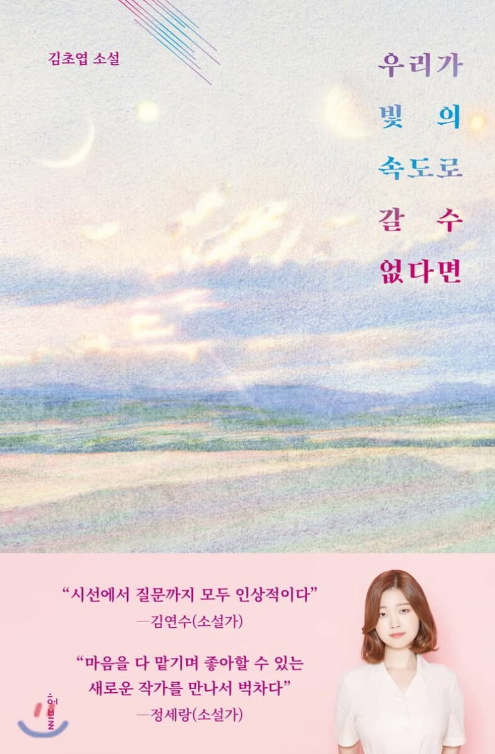 김초엽 소설
우리가
빛의
속도로
갈 수
없다면
“시선에서 질문까지 모두 인상적이다”
—김연수(소설가)
“마음을 다 맡기며 좋아할 수 있는
새로운 작가를 만나서 벅차다”
—정세랑(소설가)
허블